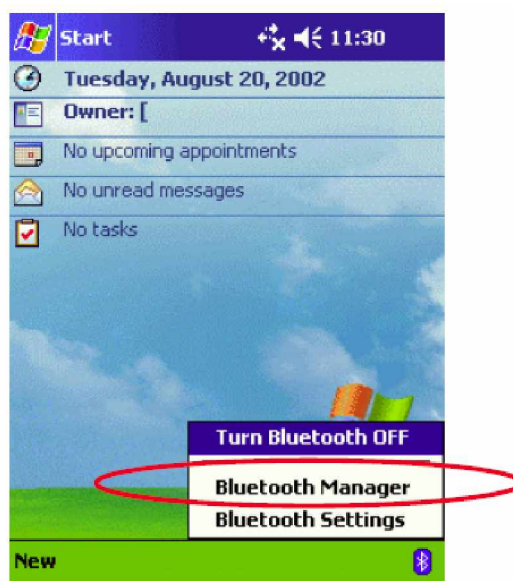 Start 11:30
Tuesday, August 20, 2002
Owner: [
No upcoming appointments
No unread messages
No tasks
Turn Bluetooth OFF
Bluetooth Manager
Bluetooth Settings
New